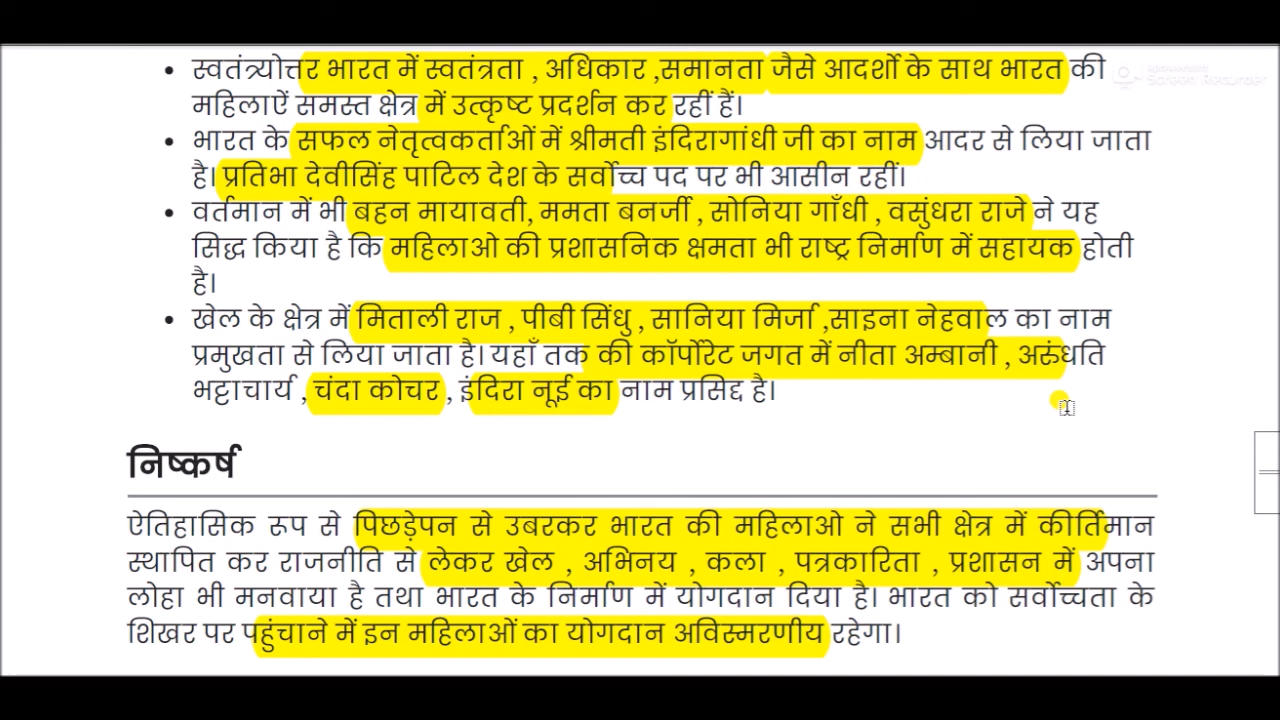 स्वतंत्र्योत्तर भारत में स्वतंत्रता , अधिकार ,समानता जैसे आदर्शो के साथ भारत की
महिलाऐं समस्त क्षेत्र में उत्कृष्ट प्रदर्शन कर रहीं हैं।
भारत के सफल नेतृत्वकर्ताओं में श्रीमती इंदिरागांधी जी का नाम आदर से लिया जाता
है। प्रतिभा देवीसिंह पाटिल देश के सर्वोच्च पद पर भी आसीन रहीं।
वर्तमान में भी बहन मायावती, ममता बनर्जी , सोनिया गाँधी , वसुंधरा राजे ने यह
सिद्ध किया है कि महिलाओ की प्रशासनिक क्षमता भी राष्ट्र निर्माण में सहायक होती
है।
खेल के क्षेत्र में मिताली राज , पीबी सिंधु , सानिया मिर्जा ,साइना नेहवाल का नाम
प्रमुखता से लिया जाता है। यहाँ तक की कॉर्पोरेट जगत में नीता अम्बानी , अरुंधति
भट्टाचार्य , चंदा कोचर , इंदिरा नूई का नाम प्रसिद्द है।
निष्कर्ष
ऐतिहासिक रूप से पिछड़ेपन से उबरकर भारत की महिलाओ ने सभी क्षेत्र में कीर्तिमान
स्थापित कर राजनीति से लेकर खेल , अभिनय , कला , पत्रकारिता , प्रशासन में अपना
लोहा भी मनवाया है तथा भारत के निर्माण में योगदान दिया है। भारत को सर्वोच्चता के
शिखर पर पहुंचाने में इन महिलाओं का योगदान अविस्मरणीय रहेगा।
Screen Recorder